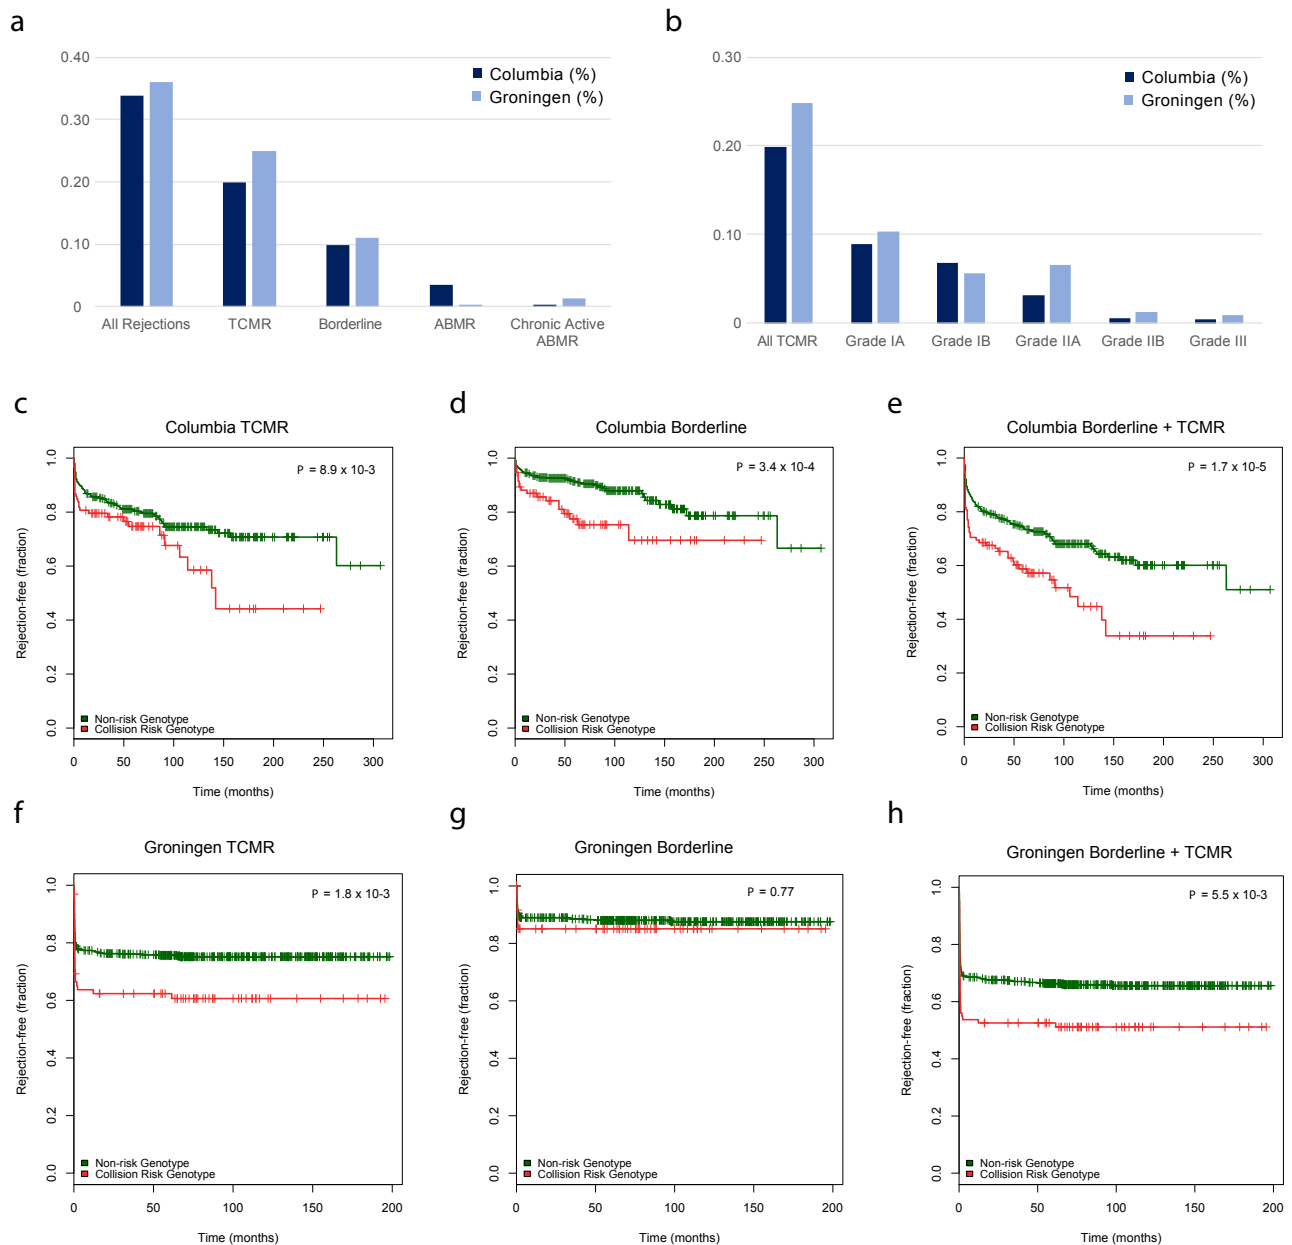 a
0.40
0.30
0.20
0.10
0
Columbia (%)
Groningen (%)
All Rejections
TCMR
Borderline
ABMR
Chronic Active
ABMR
b
0.30
0.20
0.10
0
Columbia (%)
Groningen (%)
All TCMR
Grade IA
Grade IB
Grade IIA
Grade IIB
Grade III
c
Columbia TCMR
P = 8.9 x 10-3
Rejection-free (fraction)
1.0
0.8
0.6
0.4
0.2
0.0
Non-risk Genotype
Collision Risk Genotype
0 50 100 150 200 250 300
Time (months)
d
Columbia Borderline
P = 3.4 x 10-4
Rejection-free (fraction)
1.0
0.8
0.6
0.4
0.2
0.0
Non-risk Genotype
Collision Risk Genotype
0 50 100 150 200 250 300
Time (months)
e
Columbia Borderline + TCMR
P = 1.7 x 10-5
Rejection-free (fraction)
1.0
0.8
0.6
0.4
0.2
0.0
Non-risk Genotype
Collision Risk Genotype
0 50 100 150 200 250 300
Time (months)
f
Groningen TCMR
P = 1.8 x 10-3
Rejection-free (fraction)
1.0
0.8
0.6
0.4
0.2
0.0
Non-risk Genotype
Collision Risk Genotype
0 50 100 150 200
Time (months)
g
Groningen Borderline
P = 0.77
Rejection-free (fraction)
1.0
0.8
0.6
0.4
0.2
0.0
Non-risk Genotype
Collision Risk Genotype
0 50 100 150 200
Time (months)
h
Groningen Borderline + TCMR
P = 5.5 x 10-3
Rejection-free (fraction)
1.0
0.8
0.6
0.4
0.2
0.0
Non-risk Genotype
Collision Risk Genotype
0 50 100 150 200
Time (months)